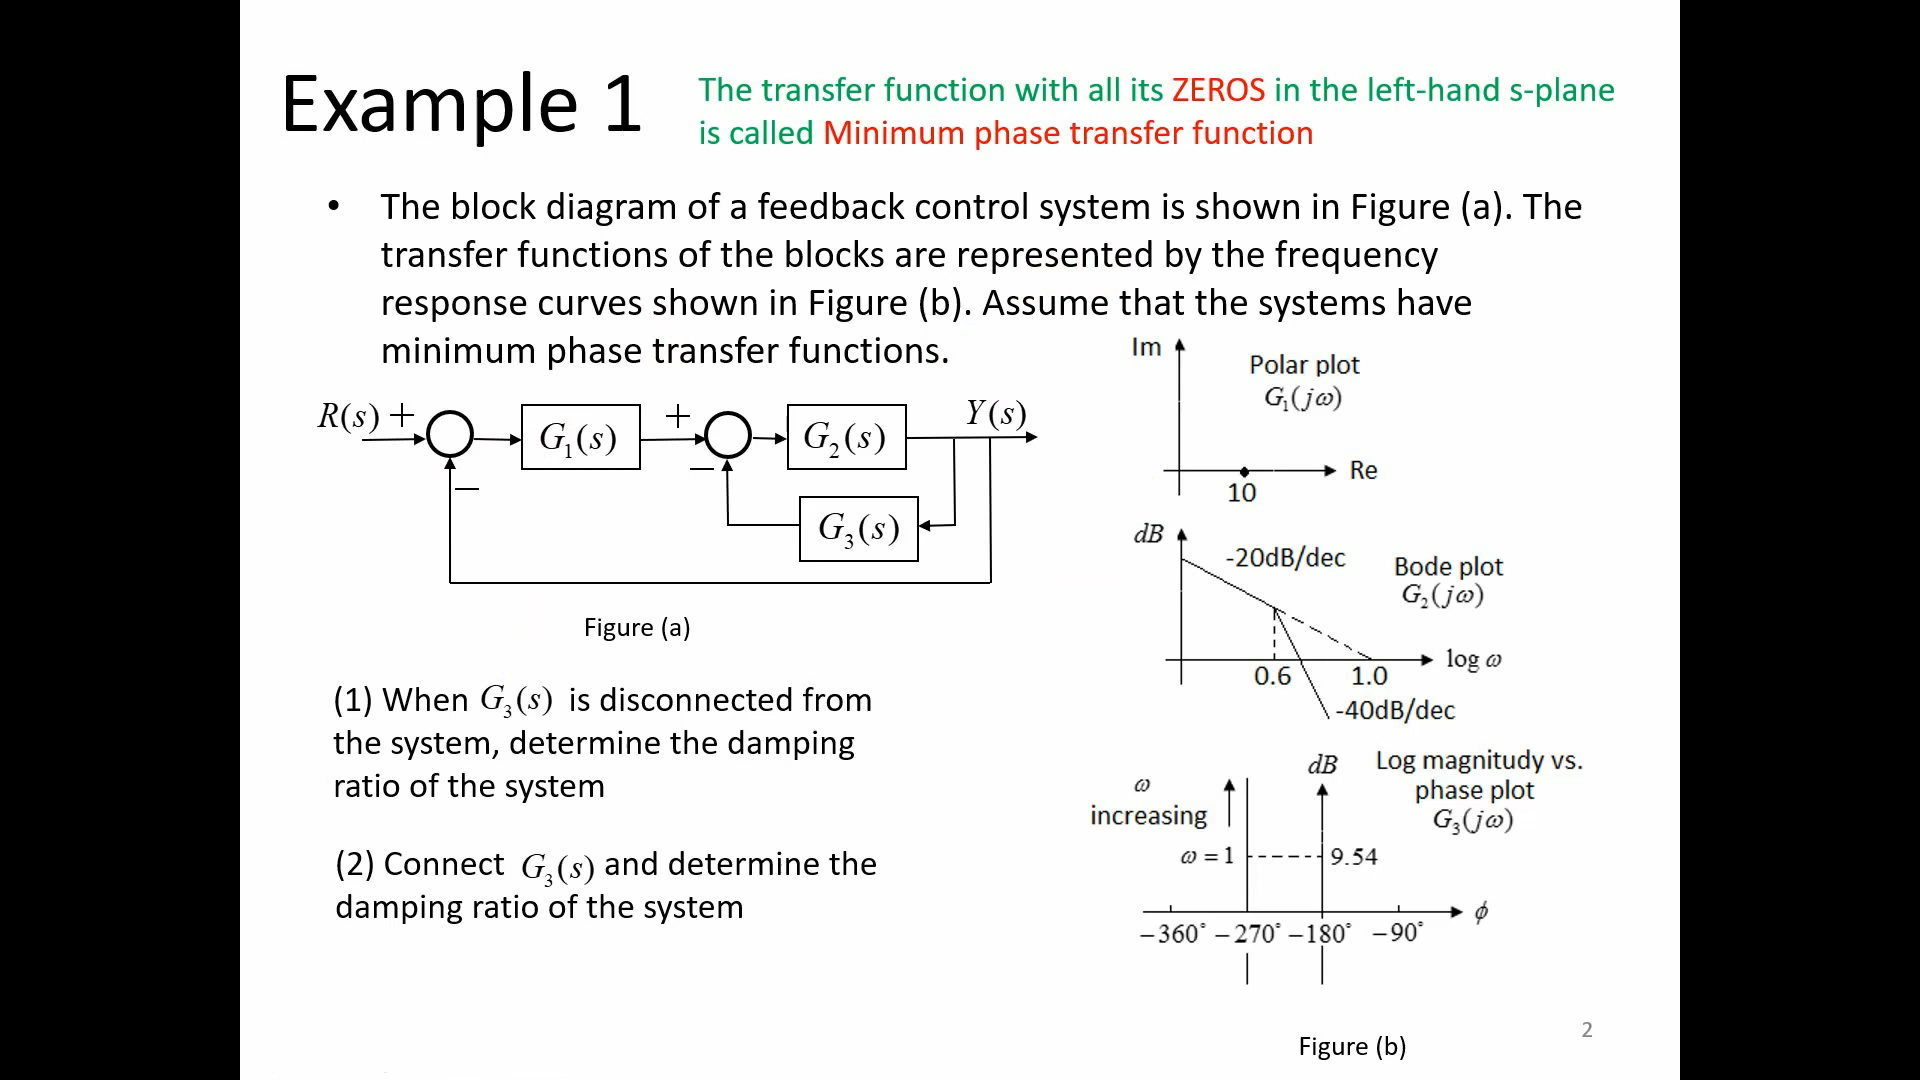 Example 1
The transfer function with all its ZEROS in the left-hand s-plane
is called Minimum phase transfer function
• The block diagram of a feedback control system is shown in Figure (a). The
transfer functions of the blocks are represented by the frequency
response curves shown in Figure (b). Assume that the systems have
minimum phase transfer functions.
R(s) +
G₁(s)
+
G₂(s)
Y(s)
−
−
G₃(s)
Figure (a)
(1) When G₃(s) is disconnected from
the system, determine the damping
ratio of the system
(2) Connect G₃(s) and determine the
damping ratio of the system
Im
Polar plot
G₁(jω)
Re
10
dB
-20dB/dec
Bode plot
G₂(jω)
log ω
0.6 1.0
-40dB/dec
dB
Log magnitudy vs.
phase plot
G₃(jω)
ω
increasing
ω = 1
9.54
ϕ
−360° −270° −180° −90°
Figure (b)
2